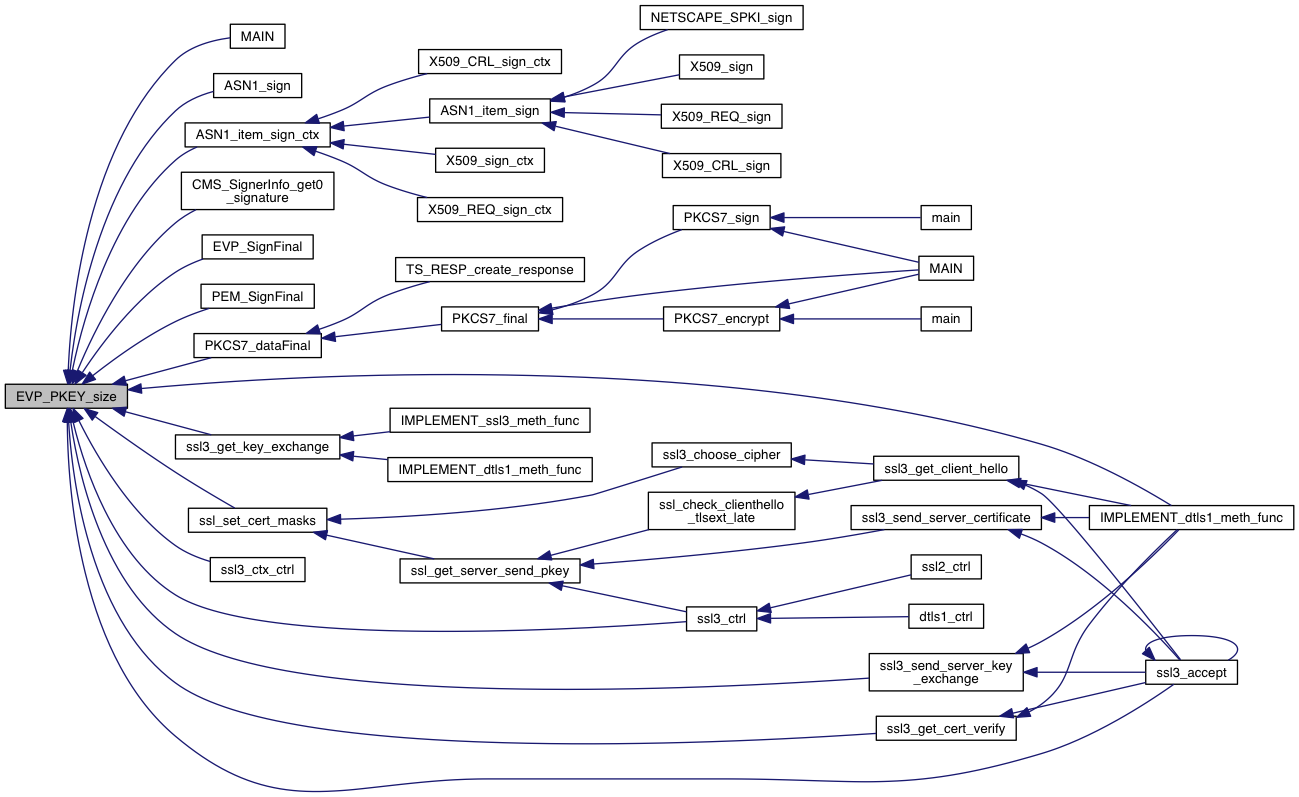 NETSCAPE_SPKI_sign
MAIN
X509_CRL_sign_ctx
X509_sign
ASN1_sign
ASN1_item_sign
X509_REQ_sign
ASN1_item_sign_ctx
X509_sign_ctx
X509_CRL_sign
CMS_SignerInfo_get0
_signature
X509_REQ_sign_ctx
PKCS7_sign
main
EVP_SignFinal
TS_RESP_create_response
MAIN
PEM_SignFinal
PKCS7_final
PKCS7_encrypt
main
PKCS7_dataFinal
EVP_PKEY_size
IMPLEMENT_ssl3_meth_func
ssl3_get_key_exchange
IMPLEMENT_dtls1_meth_func
ssl3_choose_cipher
ssl3_get_client_hello
ssl_check_clienthello
_tlsext_late
ssl_set_cert_masks
ssl3_send_server_certificate
IMPLEMENT_dtls1_meth_func
ssl3_ctx_ctrl
ssl_get_server_send_pkey
ssl2_ctrl
ssl3_ctrl
dtls1_ctrl
ssl3_send_server_key
_exchange
ssl3_accept
ssl3_get_cert_verify